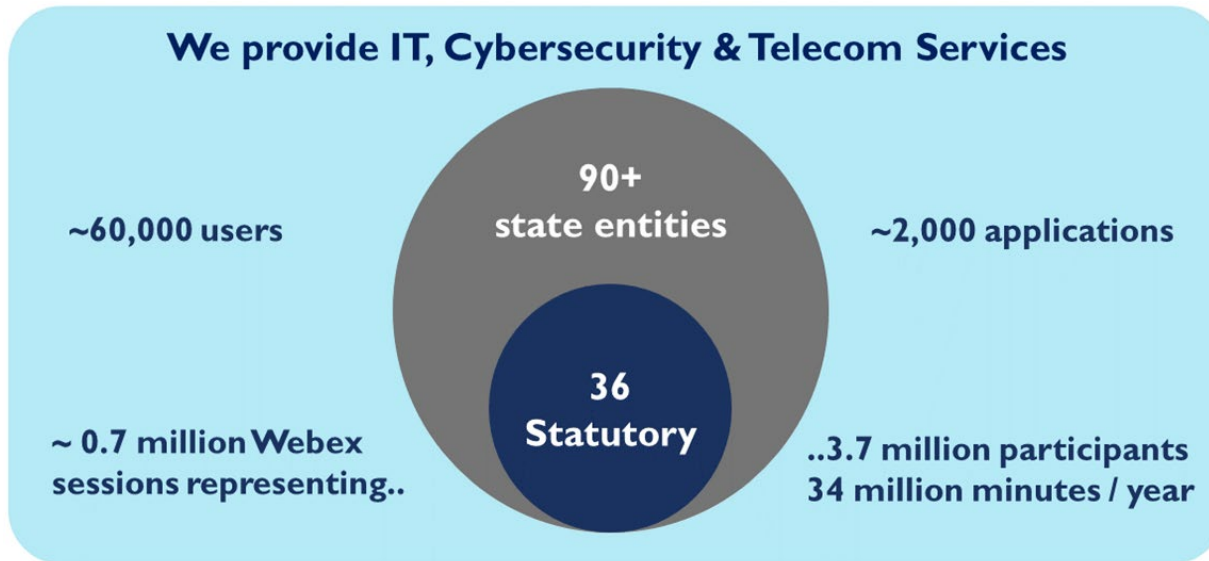 We provide IT, Cybersecurity & Telecom Services
90+
state entities
~60,000 users
~2,000 applications
36
Statutory
~ 0.7 million Webex
sessions representing..
..3.7 million participants
34 million minutes / year